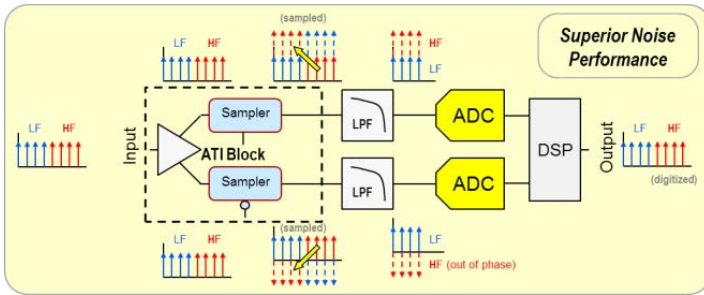 (sampled)
LF HF
HF
LF
Superior Noise
Performance
LF HF
Input
Sampler
ATI Block
Sampler
LPF
LPF
ADC
ADC
DSP
Output
LF HF
(digitized)
(sampled)
LF HF
LF
HF (out of phase)